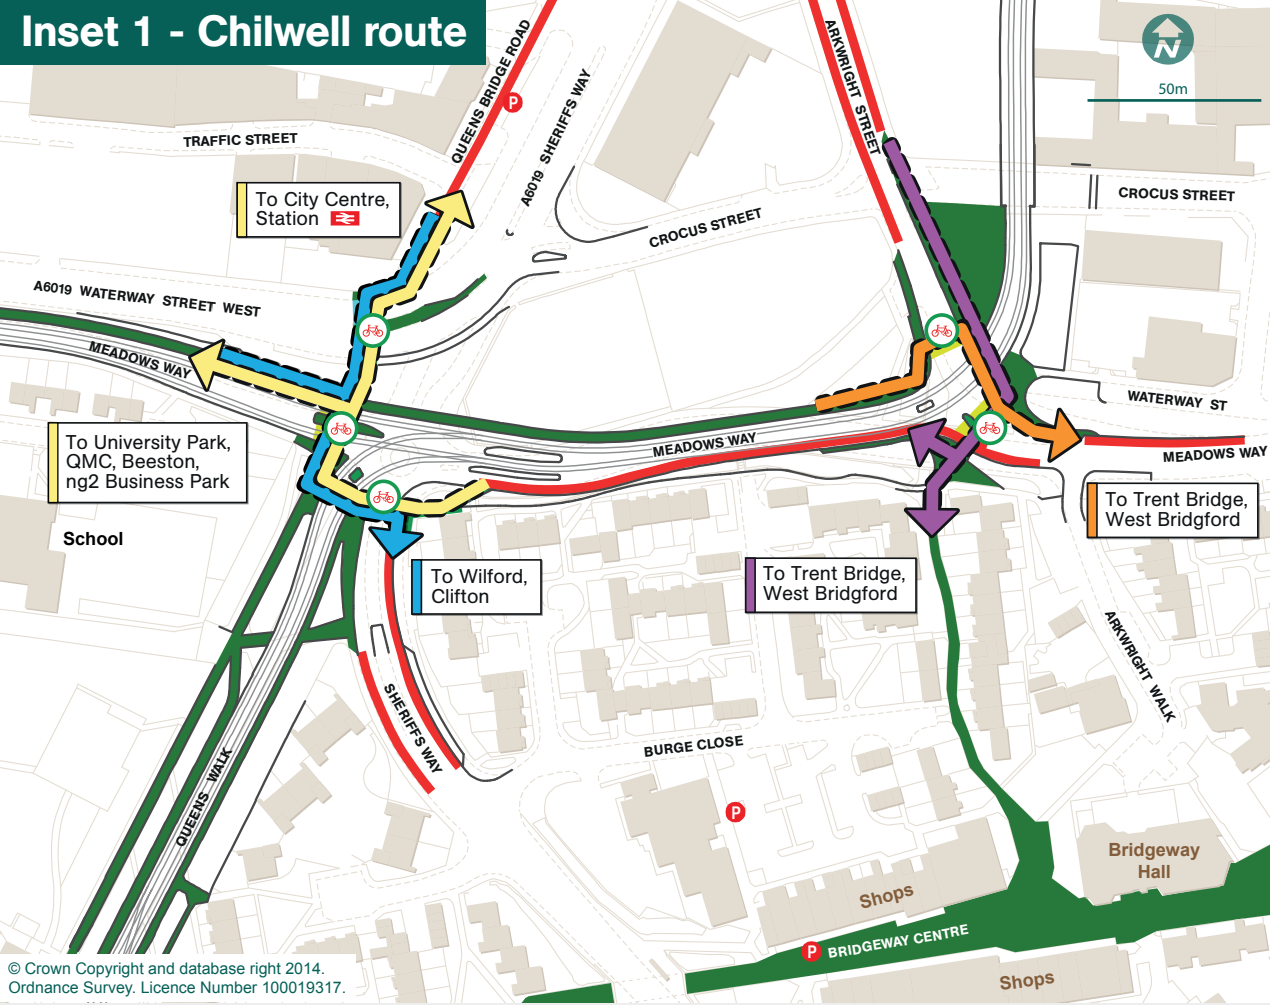 Inset 1 - Chilwell route
N
50m
QUEENS BRIDGE ROAD
P
A6019 SHERIFFS WAY
ARKWRIGHT STREET
TRAFFIC STREET
To City Centre,
Station
CROCUS STREET
CROCUS STREET
A6019 WATERWAY STREET WEST
MEADOWS WAY
WATERWAY ST
MEADOWS WAY
MEADOWS WAY
To University Park,
QMC, Beeston,
ng2 Business Park
To Trent Bridge,
West Bridgford
School
To Wilford,
Clifton
To Trent Bridge,
West Bridgford
ARKWRIGHT WALK
SHERIFFS WAY
BURGE CLOSE
QUEENS WALK
P
Bridgeway
Hall
Shops
P
BRIDGEWAY CENTRE
Shops
© Crown Copyright and database right 2014.
Ordnance Survey. Licence Number 100019317.